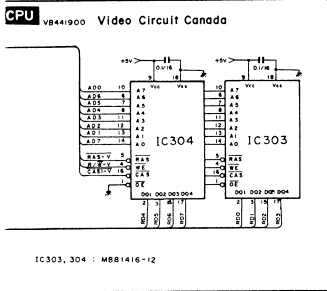 CPU VB441900 Video Circuit Canada
+5V +5V
0.1/16 0.1/16
9 18 9 18
Vcc Vss Vcc Vss
AD0 10 A7 10 A7
AD6 6 A6 6 A6
AD5 7 A5 7 A5
AD4 8 A4 8 A4
AD3 11 A3 11 A3
AD2 12 A2 12 A2
AD1 13 A1 13 A1
AD7 14 A0 14 A0
IC304 IC303
RAS-V 5 RAS 5 RAS
R/W-V 4 WE 4 WE
CAS1-V 16 CAS 16 CAS
1 OE 1 OE
DQ1 DQ2 DQ3 DQ4 DQ1 DQ2 DQ3 DQ4
2 3 15 17 2 3 15 17
RD4 RD5 RD6 RD7 RD0 RD1 RD2 RD3
IC303, 304 : MB81416-12